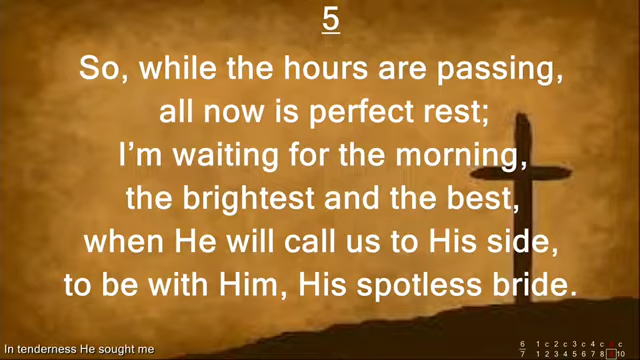 5
So, while the hours are passing,
all now is perfect rest;
I’m waiting for the morning,
the brightest and the best,
when He will call us to His side,
to be with Him, His spotless bride.
In tenderness He sought me
6 1 c 2 c 3 c 4 c c
7 1 2 3 4 5 6 7 8 10